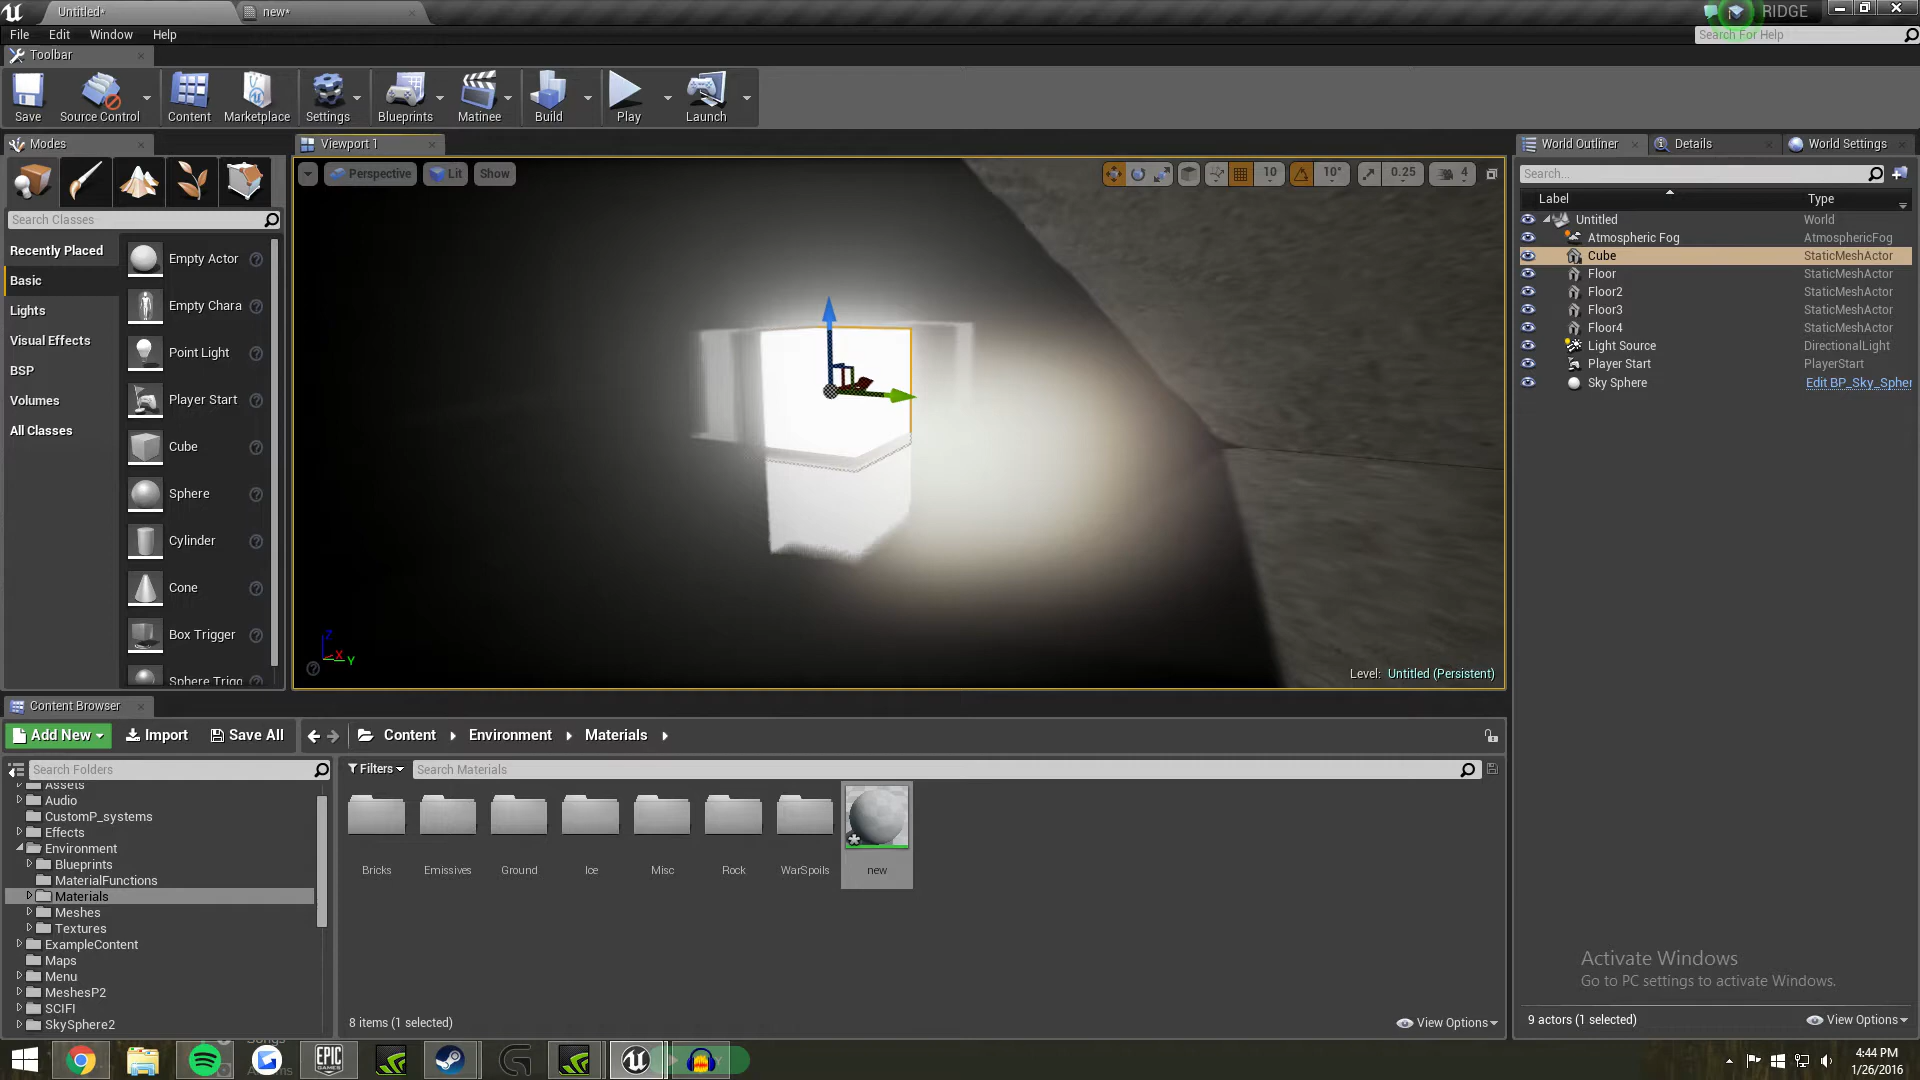 Untitled*
new*
RIDGE
File Edit Window Help
Search For Help
Toolbar
Save
Source Control
Content
Marketplace
Settings
Blueprints
Matinee
Build
Play
Launch
Modes
Viewport 1
World Outliner
Details
World Settings
Perspective
Lit
Show
10
10°
0.25
4
Search...
Search Classes
Label
Type
Recently Placed
Basic
Lights
Visual Effects
BSP
Volumes
All Classes
Empty Actor
Empty Chara
Point Light
Player Start
Cube
Sphere
Cylinder
Cone
Box Trigger
Sphere Trigg
Untitled World
Atmospheric Fog AtmosphericFog
Cube StaticMeshActor
Floor StaticMeshActor
Floor2 StaticMeshActor
Floor3 StaticMeshActor
Floor4 StaticMeshActor
Light Source DirectionalLight
Player Start PlayerStart
Sky Sphere Edit BP_Sky_Spher
Z
X
Y
Level: Untitled (Persistent)
Content Browser
Add New
Import
Save All
Content
Environment
Materials
Search Folders
Filters
Search Materials
Assets
Audio
CustomP_systems
Effects
Environment
Blueprints
MaterialFunctions
Materials
Meshes
Textures
ExampleContent
Maps
Menu
MeshesP2
SCIFI
SkySphere2
Bricks
Emissives
Ground
Ice
Misc
Rock
WarSpoils
new
Activate Windows
Go to PC settings to activate Windows.
8 items (1 selected)
View Options
9 actors (1 selected)
View Options
EPIC
GAMES
4:44 PM
1/26/2016